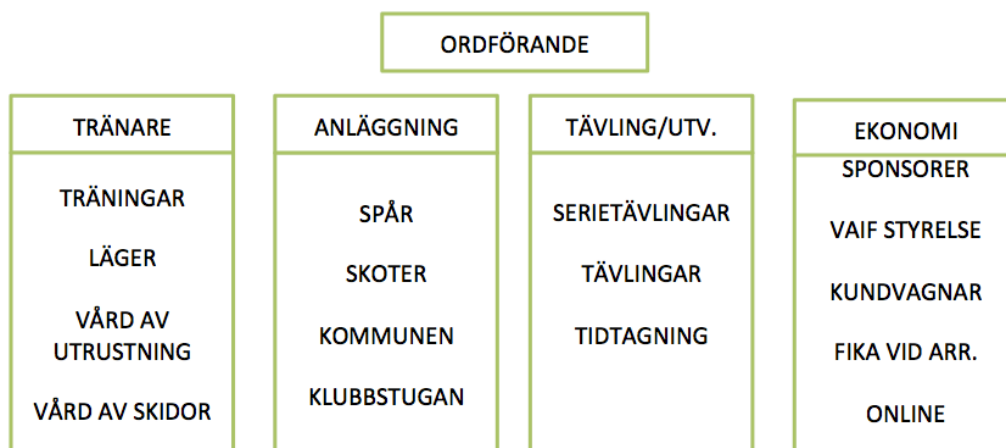 ORDFÖRANDE
TRÄNARE
TRÄNINGAR
LÄGER
VÅRD AV
UTRUSTNING
VÅRD AV SKIDOR
ANLÄGGNING
SPÅR
SKOTER
KOMMUNEN
KLUBBSTUGAN
TÄVLING/UTV.
SERIETÄVLINGAR
TÄVLINGAR
TIDTAGNING
EKONOMI
SPONSORER
VAIF STYRELSE
KUNDVAGNAR
FIKA VID ARR.
ONLINE